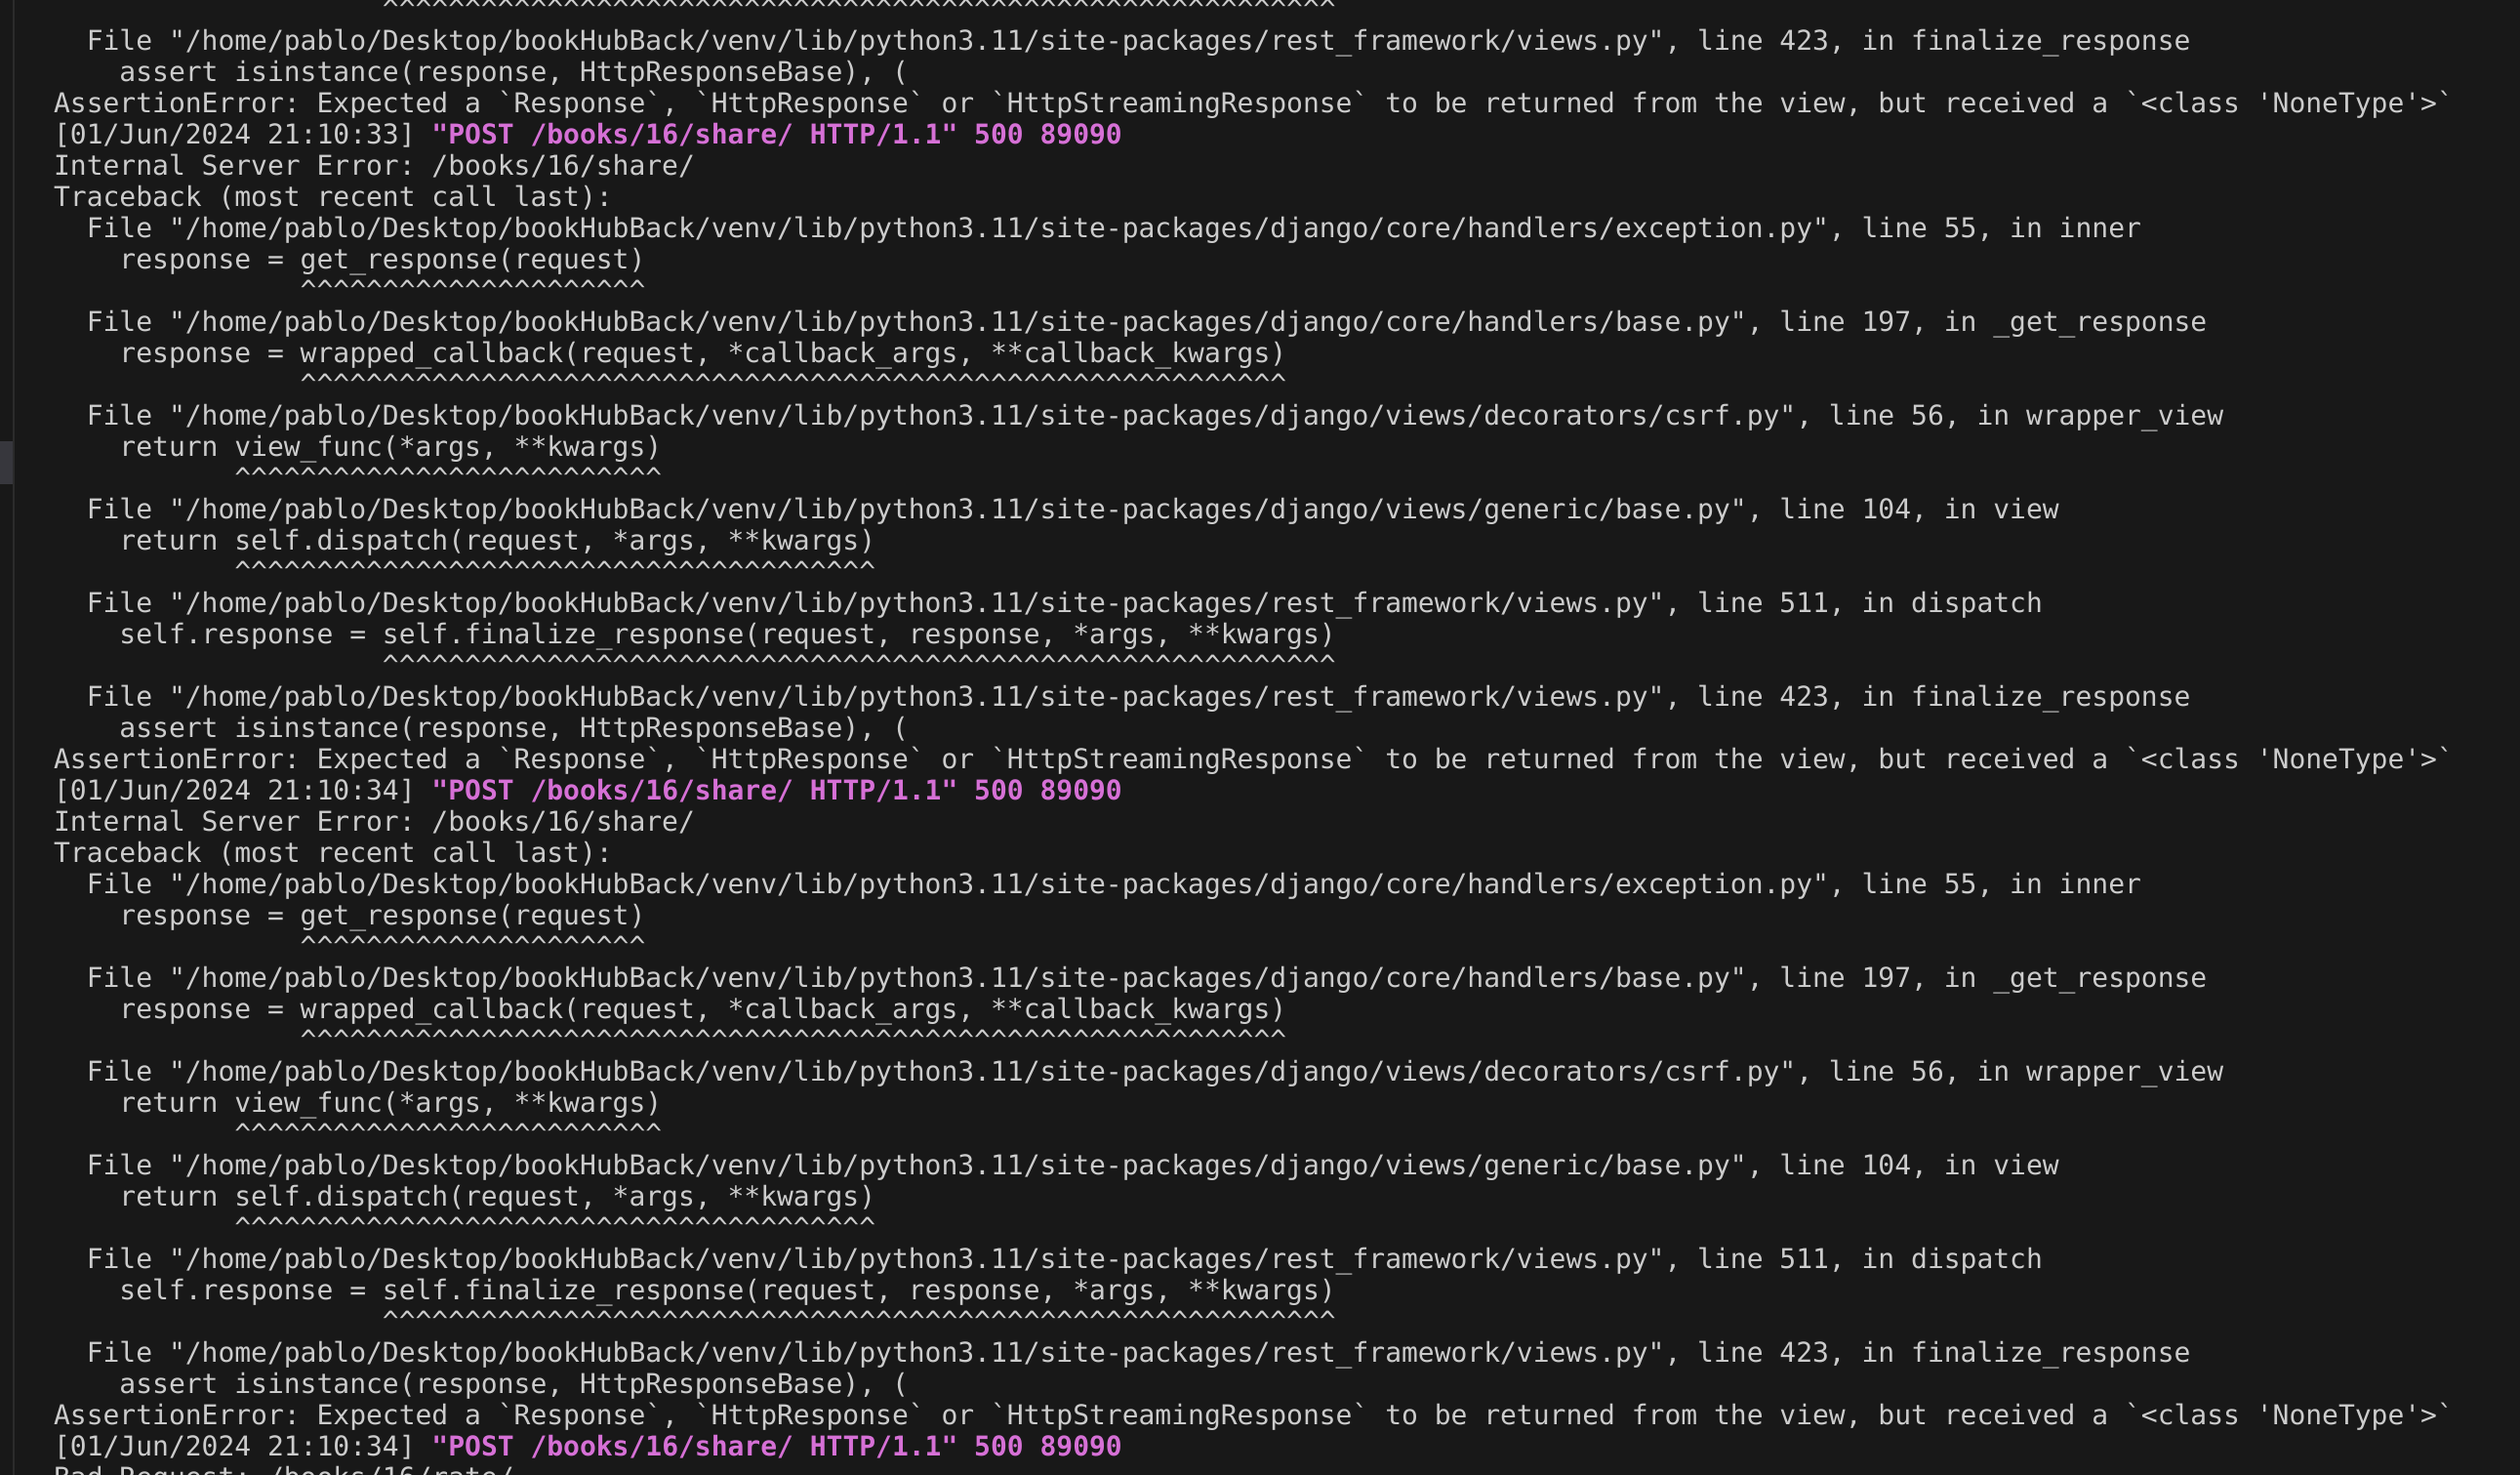 ^^^^^^^^^^^^^^^^^^^^^^^^^^^^^^^^^^^^^^^^^^^^^^^^^^^^^^^^^^
  File "/home/pablo/Desktop/bookHubBack/venv/lib/python3.11/site-packages/rest_framework/views.py", line 423, in finalize_response
    assert isinstance(response, HttpResponseBase), (
AssertionError: Expected a `Response`, `HttpResponse` or `HttpStreamingResponse` to be returned from the view, but received a `<class 'NoneType'>`
[01/Jun/2024 21:10:33] "POST /books/16/share/ HTTP/1.1" 500 89090
Internal Server Error: /books/16/share/
Traceback (most recent call last):
  File "/home/pablo/Desktop/bookHubBack/venv/lib/python3.11/site-packages/django/core/handlers/exception.py", line 55, in inner
    response = get_response(request)
               ^^^^^^^^^^^^^^^^^^^^^
  File "/home/pablo/Desktop/bookHubBack/venv/lib/python3.11/site-packages/django/core/handlers/base.py", line 197, in _get_response
    response = wrapped_callback(request, *callback_args, **callback_kwargs)
               ^^^^^^^^^^^^^^^^^^^^^^^^^^^^^^^^^^^^^^^^^^^^^^^^^^^^^^^^^^^^
  File "/home/pablo/Desktop/bookHubBack/venv/lib/python3.11/site-packages/django/views/decorators/csrf.py", line 56, in wrapper_view
    return view_func(*args, **kwargs)
           ^^^^^^^^^^^^^^^^^^^^^^^^^^
  File "/home/pablo/Desktop/bookHubBack/venv/lib/python3.11/site-packages/django/views/generic/base.py", line 104, in view
    return self.dispatch(request, *args, **kwargs)
           ^^^^^^^^^^^^^^^^^^^^^^^^^^^^^^^^^^^^^^^
  File "/home/pablo/Desktop/bookHubBack/venv/lib/python3.11/site-packages/rest_framework/views.py", line 511, in dispatch
    self.response = self.finalize_response(request, response, *args, **kwargs)
                    ^^^^^^^^^^^^^^^^^^^^^^^^^^^^^^^^^^^^^^^^^^^^^^^^^^^^^^^^^^
  File "/home/pablo/Desktop/bookHubBack/venv/lib/python3.11/site-packages/rest_framework/views.py", line 423, in finalize_response
    assert isinstance(response, HttpResponseBase), (
AssertionError: Expected a `Response`, `HttpResponse` or `HttpStreamingResponse` to be returned from the view, but received a `<class 'NoneType'>`
[01/Jun/2024 21:10:34] "POST /books/16/share/ HTTP/1.1" 500 89090
Internal Server Error: /books/16/share/
Traceback (most recent call last):
  File "/home/pablo/Desktop/bookHubBack/venv/lib/python3.11/site-packages/django/core/handlers/exception.py", line 55, in inner
    response = get_response(request)
               ^^^^^^^^^^^^^^^^^^^^^
  File "/home/pablo/Desktop/bookHubBack/venv/lib/python3.11/site-packages/django/core/handlers/base.py", line 197, in _get_response
    response = wrapped_callback(request, *callback_args, **callback_kwargs)
               ^^^^^^^^^^^^^^^^^^^^^^^^^^^^^^^^^^^^^^^^^^^^^^^^^^^^^^^^^^^^
  File "/home/pablo/Desktop/bookHubBack/venv/lib/python3.11/site-packages/django/views/decorators/csrf.py", line 56, in wrapper_view
    return view_func(*args, **kwargs)
           ^^^^^^^^^^^^^^^^^^^^^^^^^^
  File "/home/pablo/Desktop/bookHubBack/venv/lib/python3.11/site-packages/django/views/generic/base.py", line 104, in view
    return self.dispatch(request, *args, **kwargs)
           ^^^^^^^^^^^^^^^^^^^^^^^^^^^^^^^^^^^^^^^
  File "/home/pablo/Desktop/bookHubBack/venv/lib/python3.11/site-packages/rest_framework/views.py", line 511, in dispatch
    self.response = self.finalize_response(request, response, *args, **kwargs)
                    ^^^^^^^^^^^^^^^^^^^^^^^^^^^^^^^^^^^^^^^^^^^^^^^^^^^^^^^^^^
  File "/home/pablo/Desktop/bookHubBack/venv/lib/python3.11/site-packages/rest_framework/views.py", line 423, in finalize_response
    assert isinstance(response, HttpResponseBase), (
AssertionError: Expected a `Response`, `HttpResponse` or `HttpStreamingResponse` to be returned from the view, but received a `<class 'NoneType'>`
[01/Jun/2024 21:10:34] "POST /books/16/share/ HTTP/1.1" 500 89090
Bad Request: /books/16/rate/